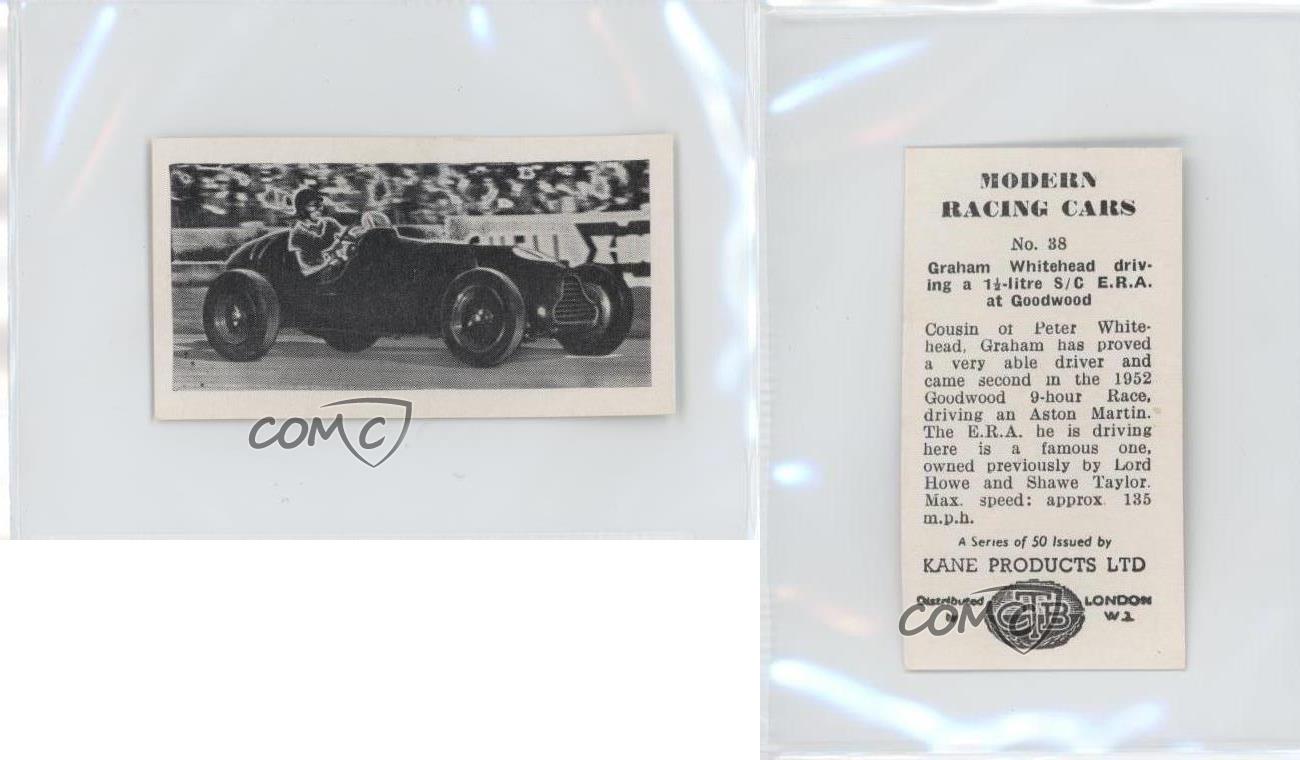 COMC
MODERN
RACING CARS
No. 38
Graham Whitehead driv-
ing a 1½-litre S/C E.R.A.
at Goodwood
Cousin of Peter White-
head, Graham has proved
a very able driver and
came second in the 1952
Goodwood 9-hour Race,
driving an Aston Martin.
The E.R.A. he is driving
here is a famous one,
owned previously by Lord
Howe and Shawe Taylor.
Max. speed: approx. 135
m.p.h.
A Series of 50 Issued by
KANE PRODUCTS LTD
Distributed LONDON
W1
COMC